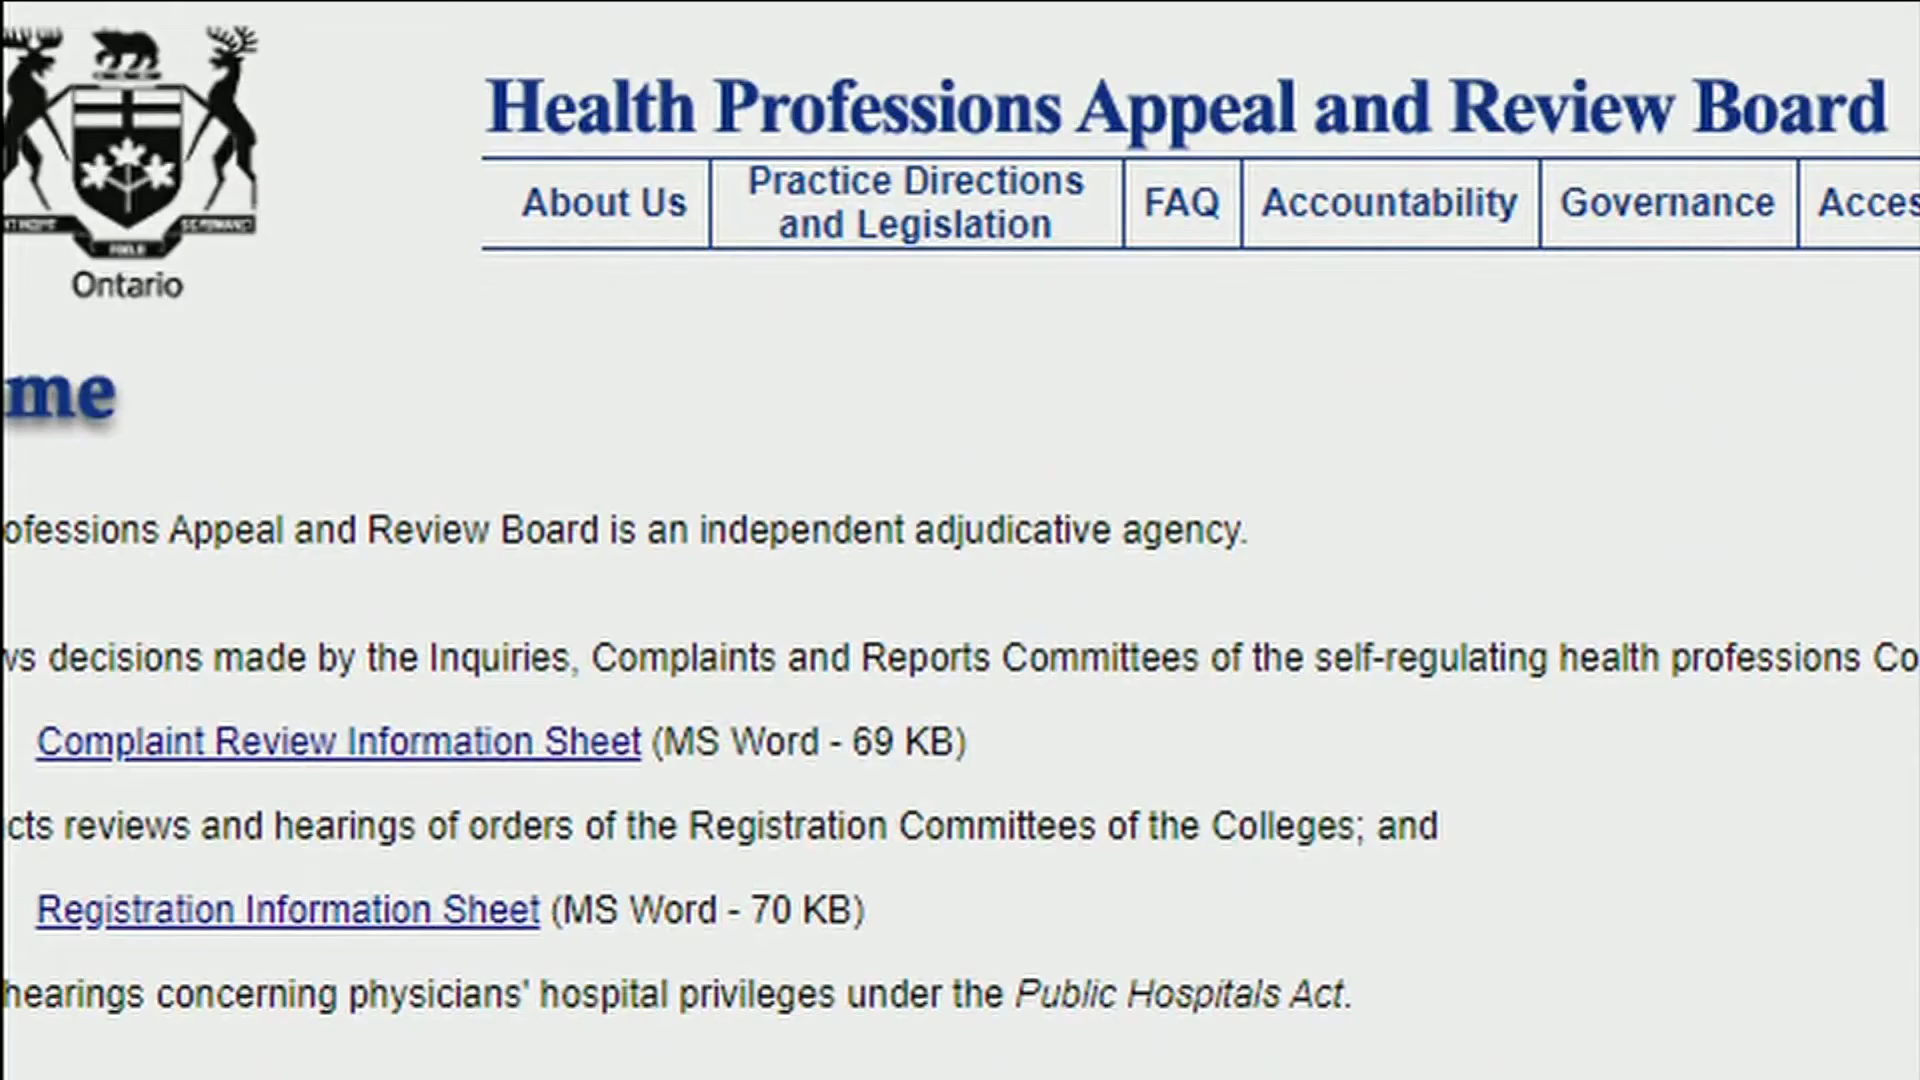 Health Professions Appeal and Review Board
About Us
Practice Directions
and Legislation
FAQ
Accountability
Governance
Acces
Ontario
me
ofessions Appeal and Review Board is an independent adjudicative agency.
ws decisions made by the Inquiries, Complaints and Reports Committees of the self-regulating health professions Co
Complaint Review Information Sheet (MS Word - 69 KB)
cts reviews and hearings of orders of the Registration Committees of the Colleges; and
Registration Information Sheet (MS Word - 70 KB)
hearings concerning physicians' hospital privileges under the Public Hospitals Act.